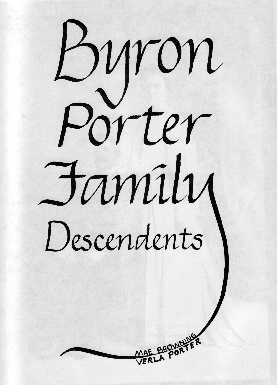 Byron
Porter
Family
Descendents
MAE BROWNING
VERLA PORTER